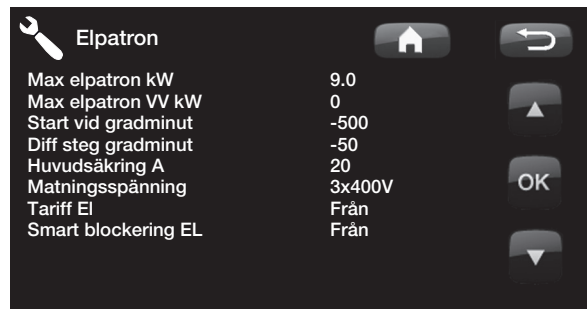 Elpatron
Max elpatron kW 9.0
Max elpatron VV kW 0
Start vid gradminut -500
Diff steg gradminut -50
Huvudsäkring A 20
Matningsspänning 3x400V
Tariff El Från
Smart blockering EL Från
OK